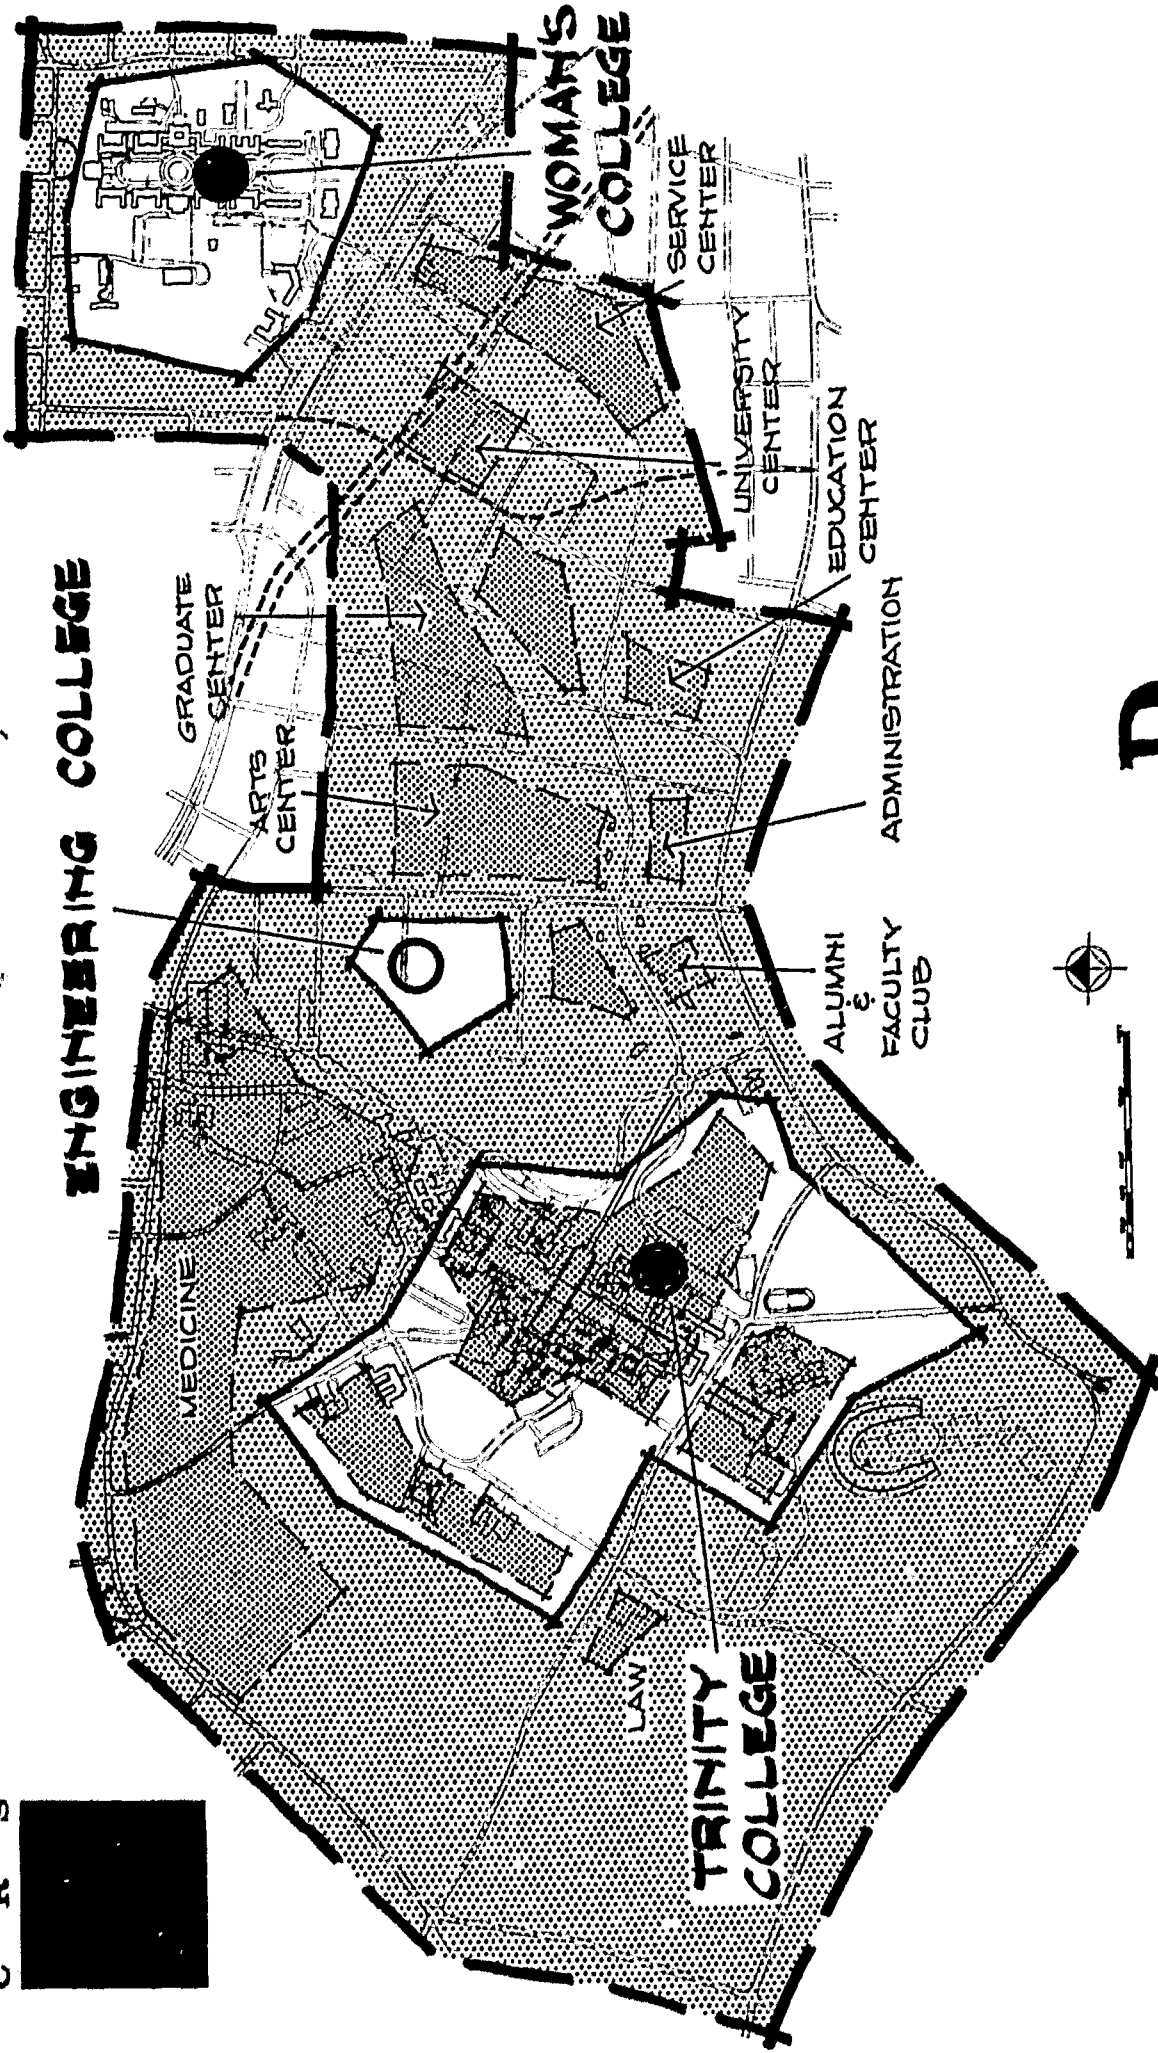 C R S
ENGINEERING COLLEGE
MEDICINE
GRADUATE
CENTER
ARTS
CENTER
WOMAN'S
COLLEGE
LAW
SERVICE
CENTER
TRINITY
COLLEGE
UNIVERSITY
CENTER
ALUMNI
&
FACULTY
CLUB
EDUCATION
CENTER
ADMINISTRATION